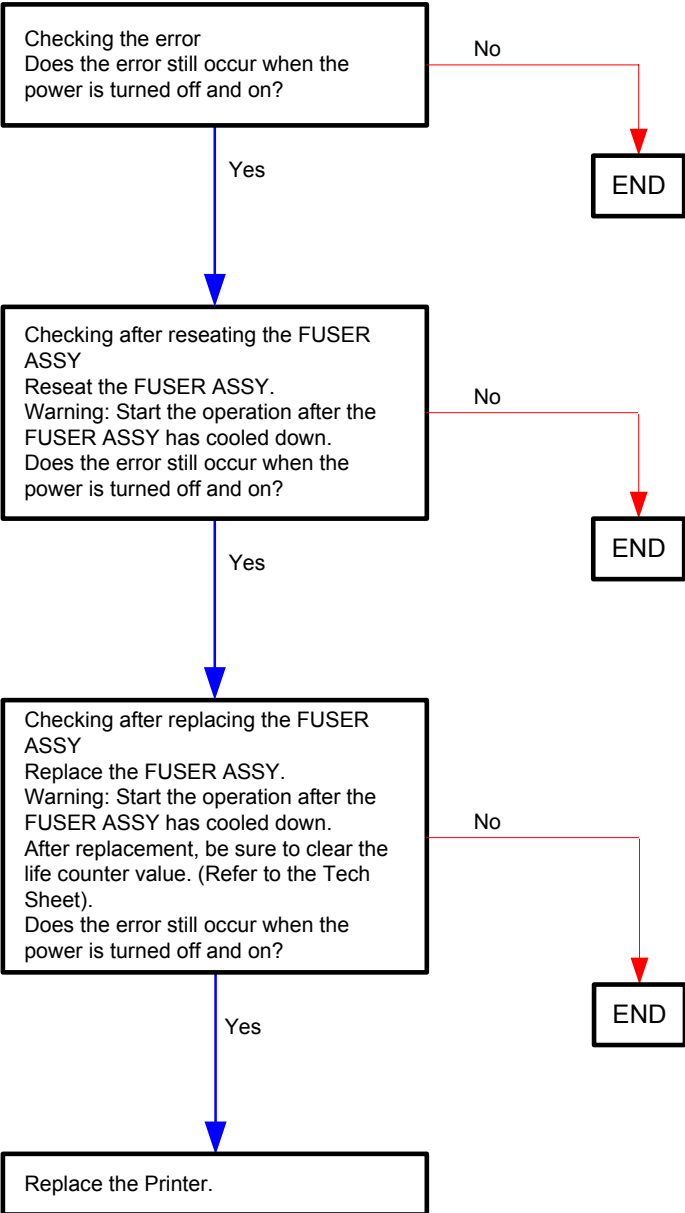 Checking the error
Does the error still occur when the
power is turned off and on?
No
END
Yes
Checking after reseating the FUSER
ASSY
Reseat the FUSER ASSY.
Warning: Start the operation after the
FUSER ASSY has cooled down.
Does the error still occur when the
power is turned off and on?
No
END
Yes
Checking after replacing the FUSER
ASSY
Replace the FUSER ASSY.
Warning: Start the operation after the
FUSER ASSY has cooled down.
After replacement, be sure to clear the
life counter value. (Refer to the Tech
Sheet).
Does the error still occur when the
power is turned off and on?
No
END
Yes
Replace the Printer.